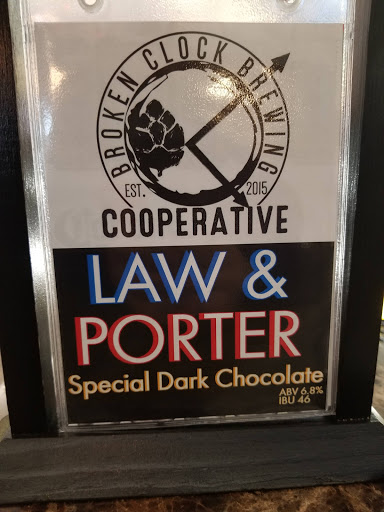 BROKEN CLOCK BREWING
EST. 2015
COOPERATIVE
LAW &
PORTER
Special Dark Chocolate
ABV 6.8%
IBU 46